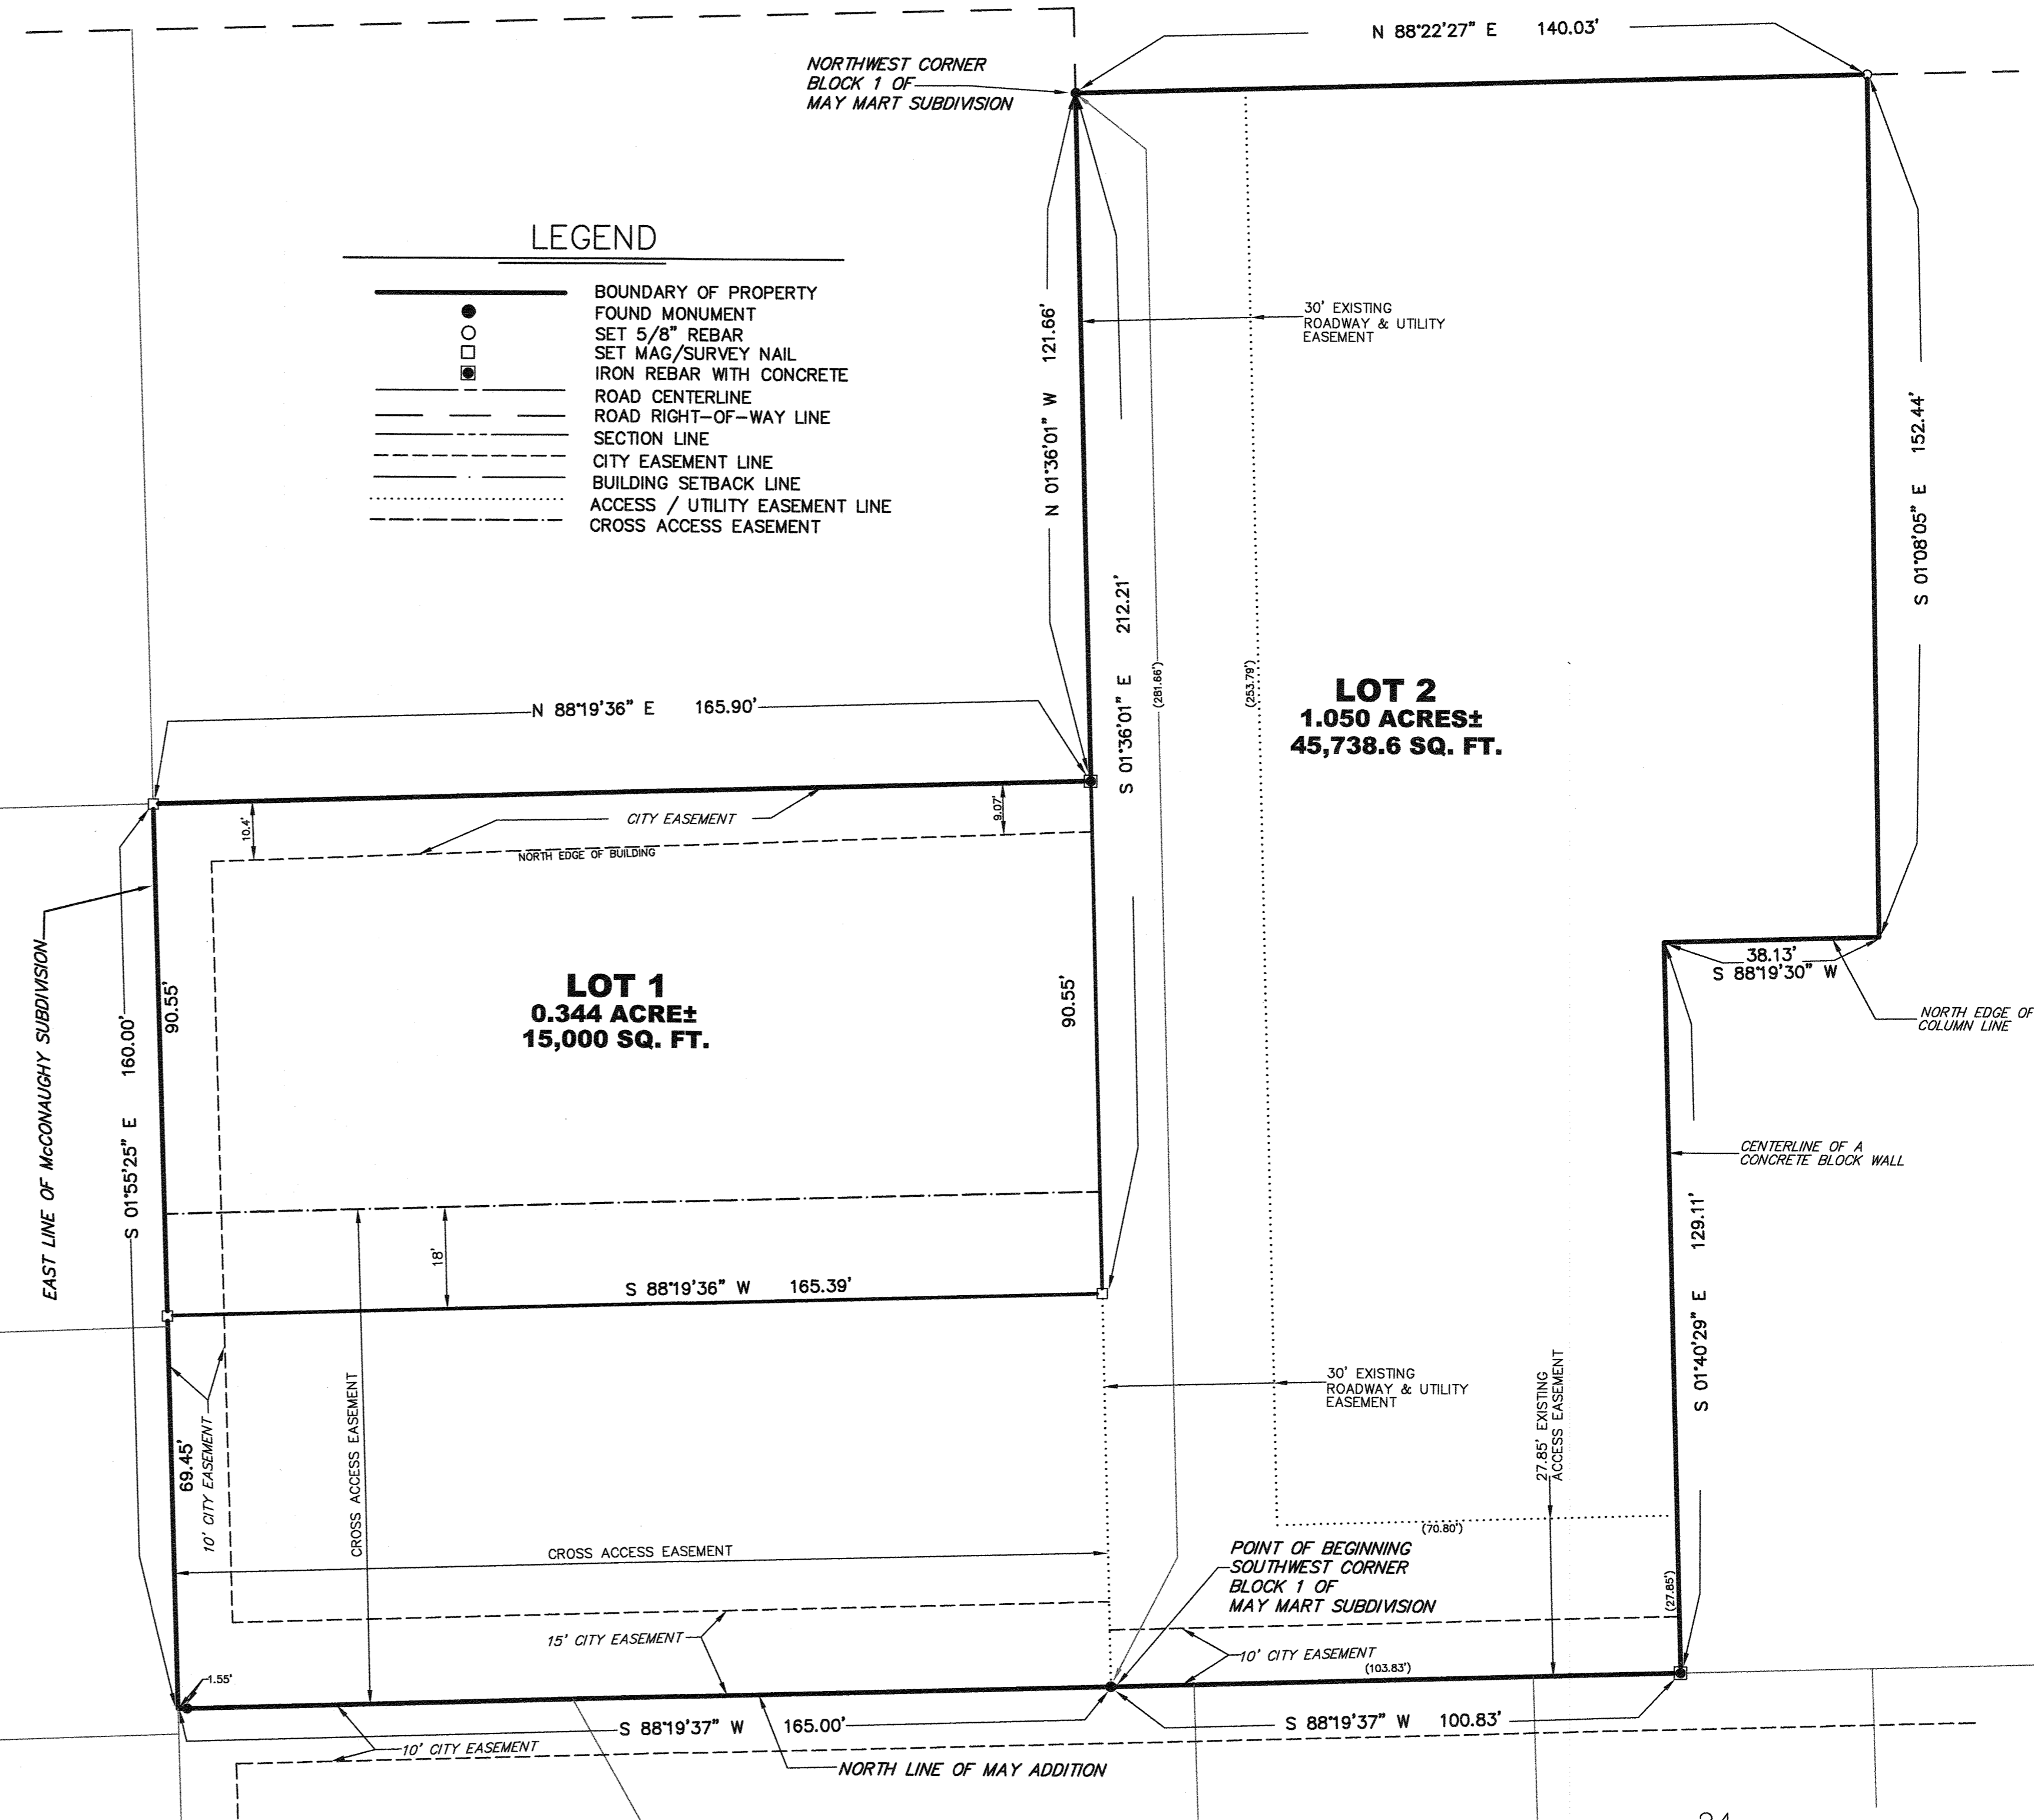 N 88°22'27" E 140.03'
NORTHWEST CORNER
BLOCK 1 OF
MAY MART SUBDIVISION
LEGEND
BOUNDARY OF PROPERTY
FOUND MONUMENT
SET 5/8" REBAR
SET MAG/SURVEY NAIL
IRON REBAR WITH CONCRETE
ROAD CENTERLINE
ROAD RIGHT-OF-WAY LINE
SECTION LINE
CITY EASEMENT LINE
BUILDING SETBACK LINE
ACCESS / UTILITY EASEMENT LINE
CROSS ACCESS EASEMENT
N 01°36'01" W 121.66'
S 01°36'01" E 212.21'
(281.66')
(253.79')
30' EXISTING
ROADWAY & UTILITY
EASEMENT
S 01°08'05" E 152.44'
LOT 2
1.050 ACRES±
45,738.6 SQ. FT.
N 88°19'36" E 165.90'
10.4'
CITY EASEMENT
9.07'
NORTH EDGE OF BUILDING
EAST LINE OF McCONAUGHY SUBDIVISION
S 01°55'25" E 160.00'
90.55'
LOT 1
0.344 ACRE±
15,000 SQ. FT.
90.55'
38.13'
S 88°19'30" W
NORTH EDGE OF
COLUMN LINE
CENTERLINE OF A
CONCRETE BLOCK WALL
S 01°40'29" E 129.11'
18'
S 88°19'36" W 165.39'
69.45'
10' CITY EASEMENT
CROSS ACCESS EASEMENT
30' EXISTING
ROADWAY & UTILITY
EASEMENT
27.85' EXISTING
ACCESS EASEMENT
(70.80')
CROSS ACCESS EASEMENT
POINT OF BEGINNING
SOUTHWEST CORNER
BLOCK 1 OF
MAY MART SUBDIVISION
(27.85')
15' CITY EASEMENT
10' CITY EASEMENT
(103.83')
1.55'
S 88°19'37" W 165.00'
S 88°19'37" W 100.83'
10' CITY EASEMENT
NORTH LINE OF MAY ADDITION